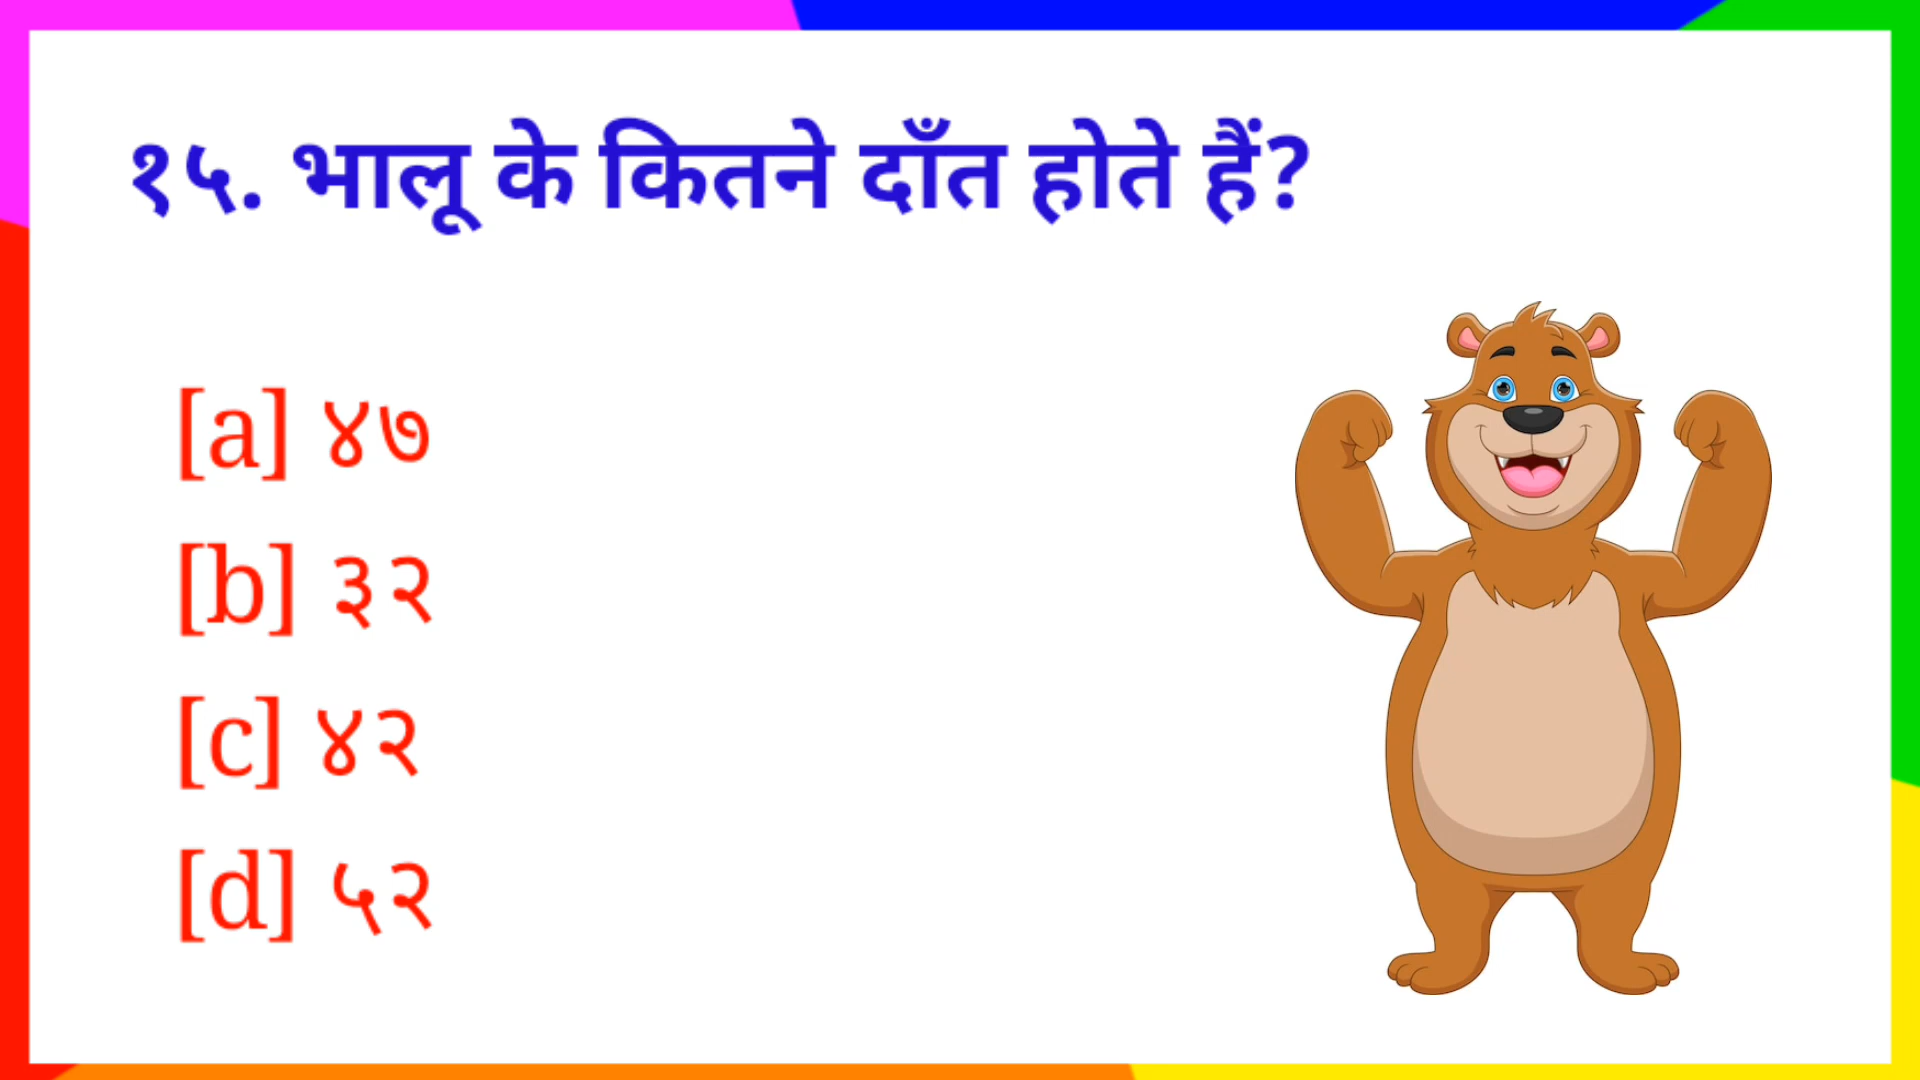 १५. भालू के कितने दाँत होते हैं?
[a] ४७
[b] ३२
[c] ४२
[d] ५२